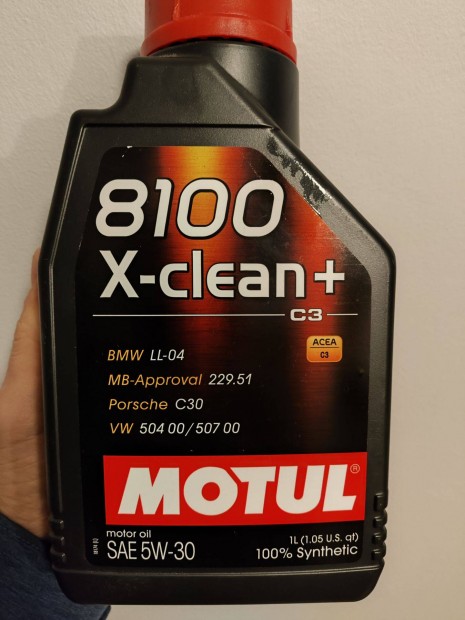 8100
X-clean+
C3
ACEA
C3
BMW LL-04
MB-Approval 229.51
Porsche C30
VW 504 00 / 507 00
MOTUL®
motor oil
SAE 5W-30
1L (1.05 U.S. qt)
100% Synthetic